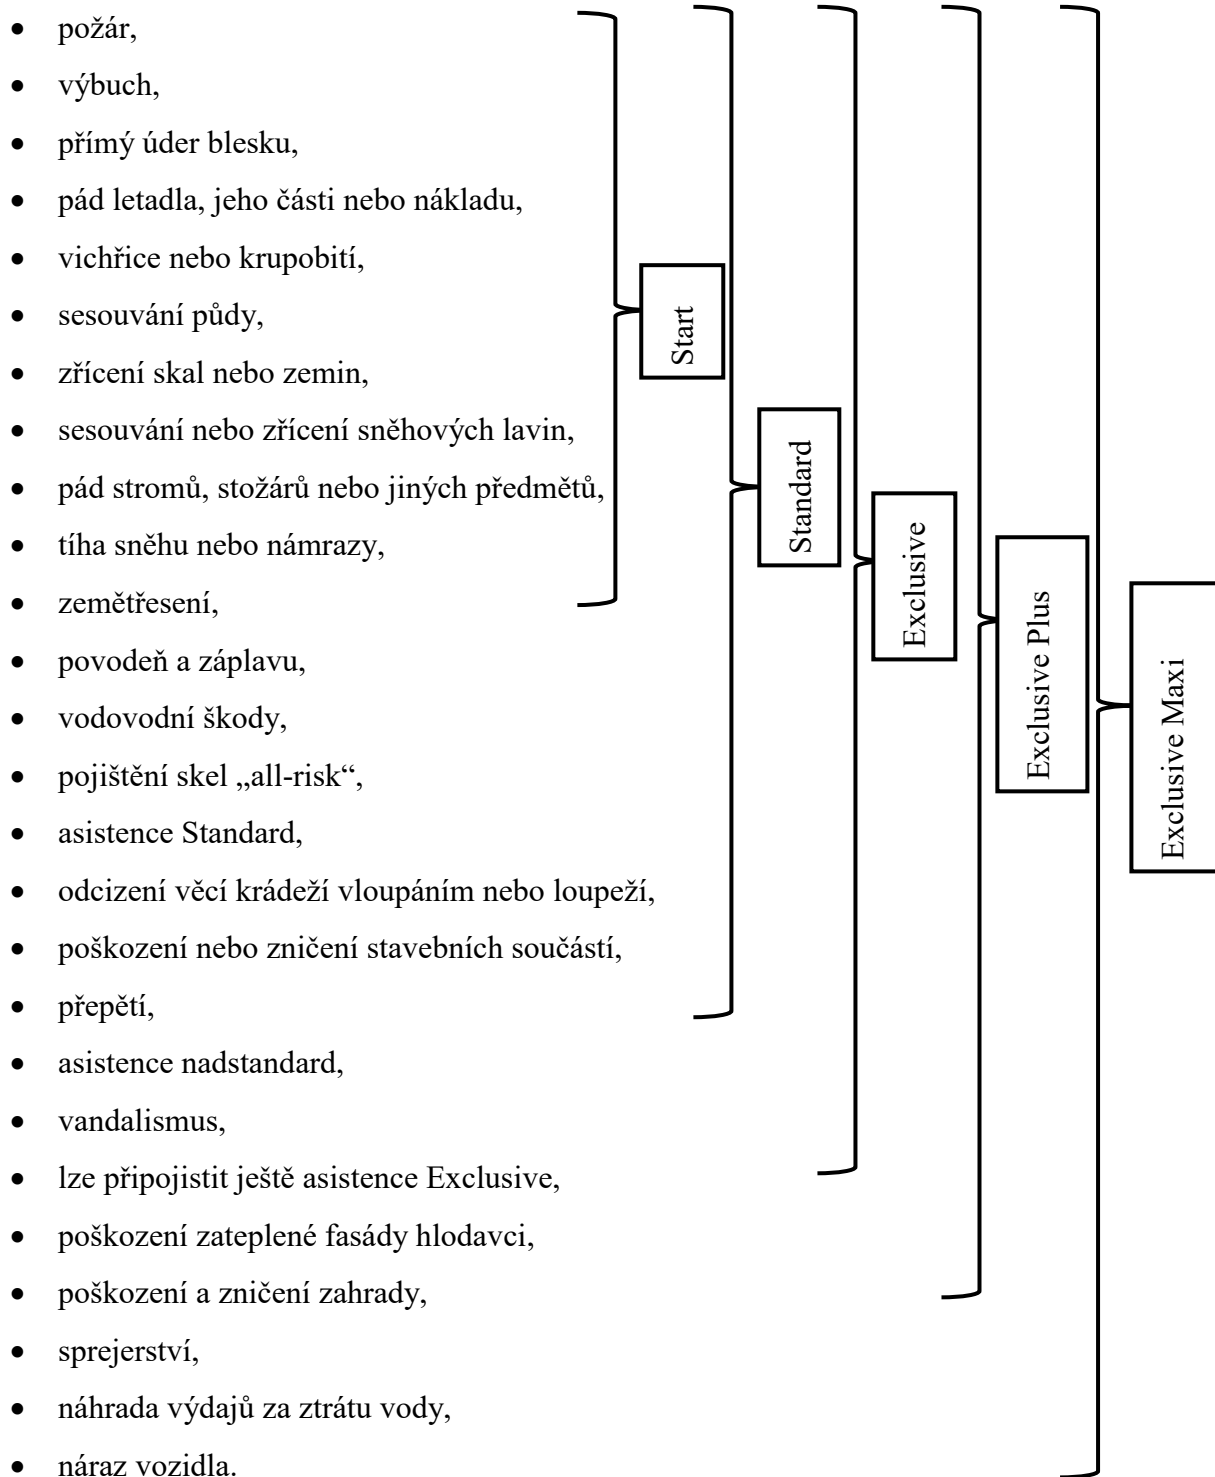 • požár,
• výbuch,
• přímý úder blesku,
• pád letadla, jeho části nebo nákladu,
• vichřice nebo krupobití,
• sesouvání půdy,
• zřícení skal nebo zemin,
• sesouvání nebo zřícení sněhových lavin,
• pád stromů, stožárů nebo jiných předmětů,
• tíha sněhu nebo námrazy,
• zemětřesení,
• povodeň a záplavu,
• vodovodní škody,
• pojištění skel „all-risk“,
• asistence Standard,
• odcizení věcí krádeží vloupáním nebo loupeží,
• poškození nebo zničení stavebních součástí,
• přepětí,
• asistence nadstandard,
• vandalismus,
• lze připojistit ještě asistence Exclusive,
• poškození zateplené fasády hlodavci,
• poškození a zničení zahrady,
• sprejerství,
• náhrada výdajů za ztrátu vody,
• náraz vozidla.
Start
Standard
Exclusive
Exclusive Plus
Exclusive Maxi